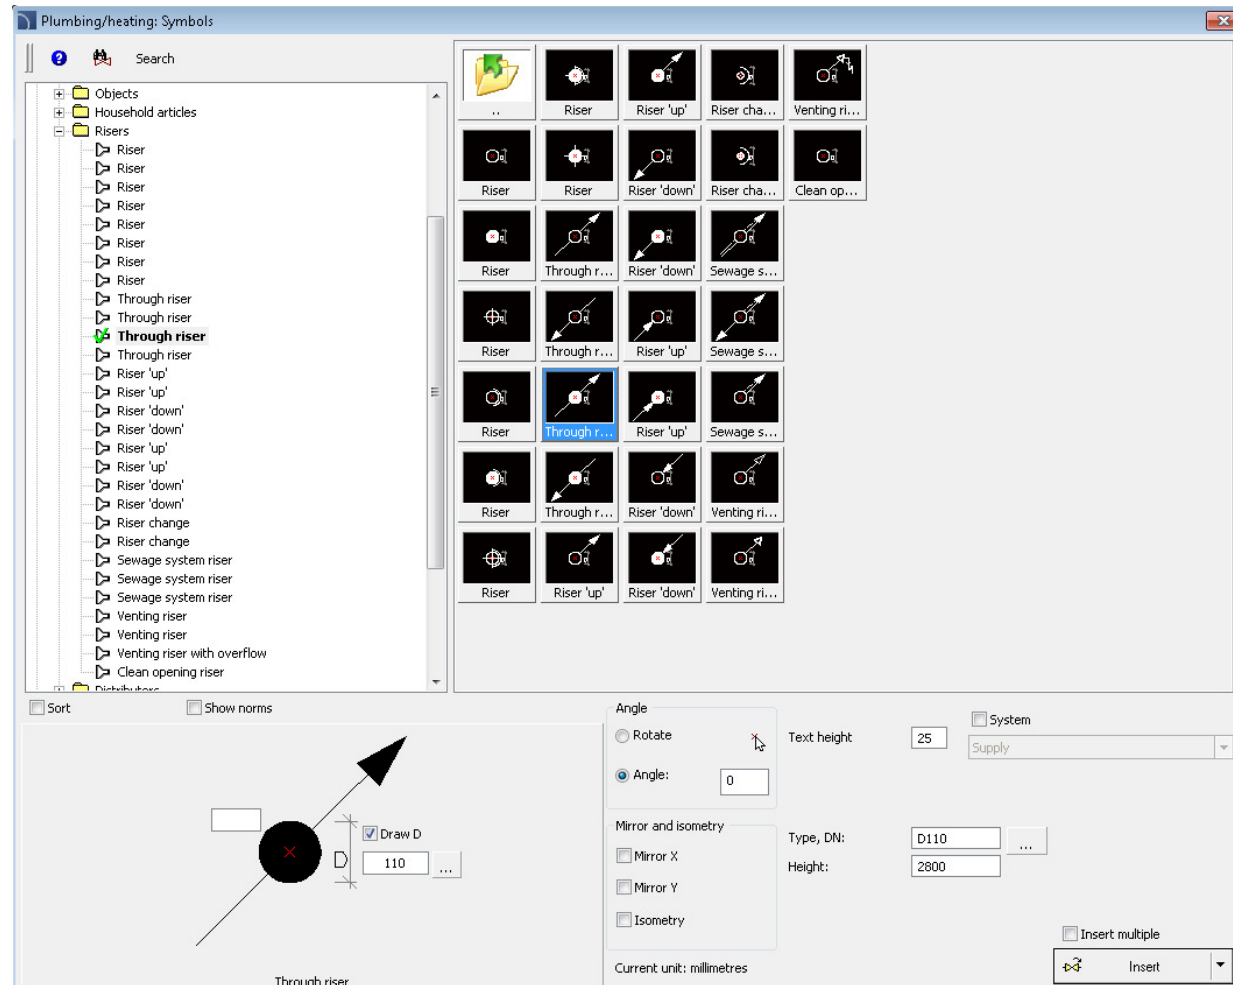 Plumbing/heating: Symbols
Search
Objects
Household articles
Risers
Riser
Riser
Riser
Riser
Riser
Riser
Riser
Riser
Through riser
Through riser
Through riser
Through riser
Riser 'up'
Riser 'up'
Riser 'down'
Riser 'down'
Riser 'up'
Riser 'up'
Riser 'down'
Riser 'down'
Riser change
Riser change
Sewage system riser
Sewage system riser
Sewage system riser
Venting riser
Venting riser
Venting riser with overflow
Clean opening riser
Distributors
.. Riser Riser 'up' Riser cha... Venting ri...
Riser Riser Riser 'down' Riser cha... Clean op...
Riser Through r... Riser 'down' Sewage s...
Riser Through r... Riser 'up' Sewage s...
Riser Through r... Riser 'up' Sewage s...
Riser Through r... Riser 'down' Venting ri...
Riser Riser 'up' Riser 'down' Venting ri...
Sort Show norms
Draw D
D 110 ...
Through riser
Angle
Rotate
Angle: 0
Mirror and isometry
Mirror X
Mirror Y
Isometry
Current unit: millimetres
Text height 25
System
Supply
Type, DN: D110 ...
Height: 2800
Insert multiple
Insert